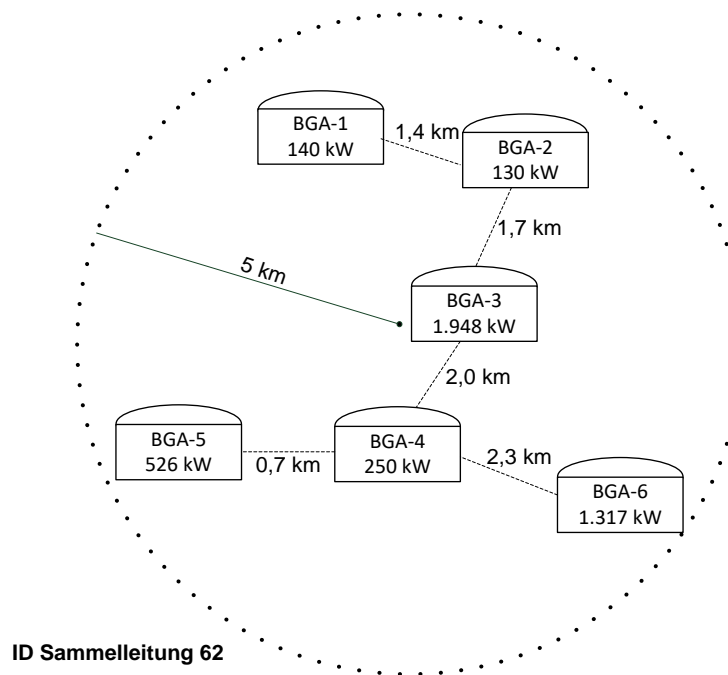 BGA-1
140 kW
1,4 km
BGA-2
130 kW
1,7 km
5 km
BGA-3
1.948 kW
2,0 km
BGA-5
526 kW
0,7 km
BGA-4
250 kW
2,3 km
BGA-6
1.317 kW
ID Sammelleitung 62